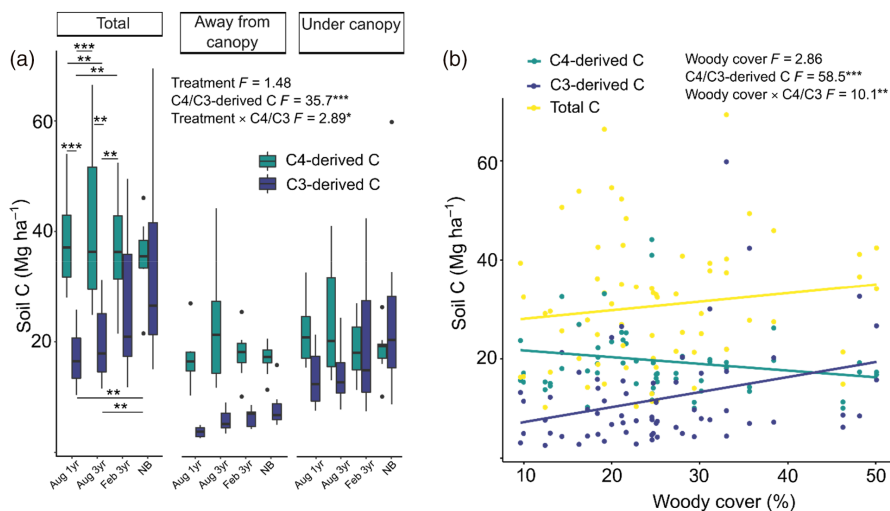 (a)
Total
Away from
canopy
Under canopy
***
**
**
***
**
**
**
**
Treatment F = 1.48
C4/C3-derived C F = 35.7***
Treatment × C4/C3 F = 2.89*
C4-derived C
C3-derived C
Soil C (Mg ha⁻¹)
60
40
20
Aug 1yr
Aug 3yr
Feb 3yr
NB
Aug 1yr
Aug 3yr
Feb 3yr
NB
Aug 1yr
Aug 3yr
Feb 3yr
NB
(b)
C4-derived C
C3-derived C
Total C
Woody cover F = 2.86
C4/C3-derived C F = 58.5***
Woody cover × C4/C3 F = 10.1**
Soil C (Mg ha⁻¹)
60
40
20
10
20
30
40
50
Woody cover (%)